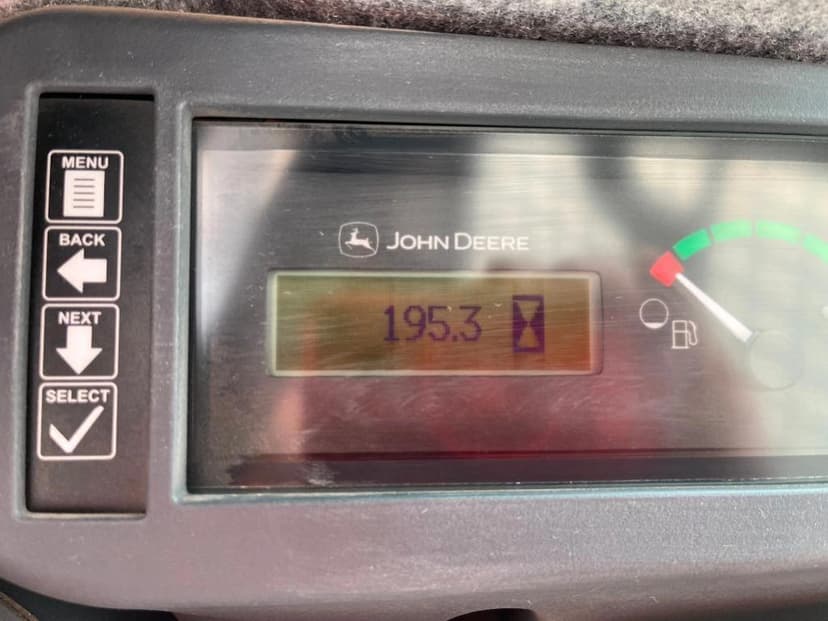 MENU
BACK
NEXT
SELECT
JOHN DEERE
195.3